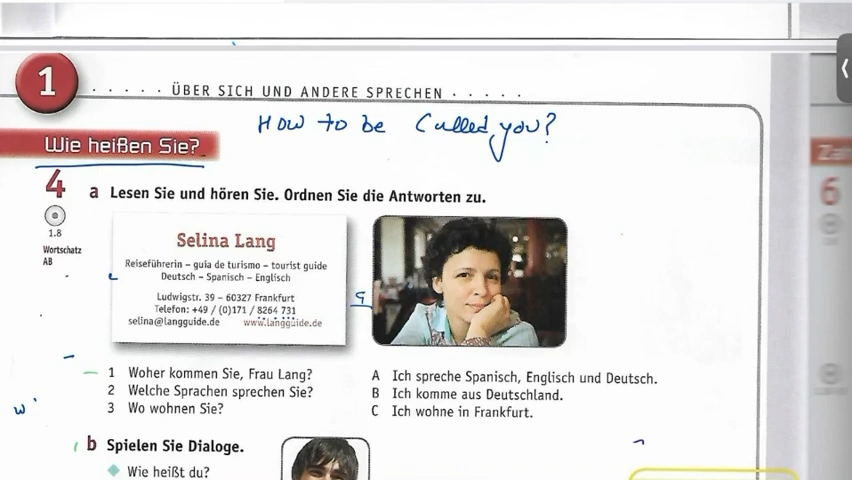 1
ÜBER SICH UND ANDERE SPRECHEN
How to be Called, you?
Wie heißen Sie?
4
a Lesen Sie und hören Sie. Ordnen Sie die Antworten zu.
1.8
Wortschatz
AB
Selina Lang
Reiseführerin – guia de turismo – tourist guide
Deutsch – Spanisch – Englisch
Ludwigstr. 39 – 60327 Frankfurt
Telefon: +49 / (0)171 / 8264 731
selina@langguide.de www.langguide.de
1 Woher kommen Sie, Frau Lang?
2 Welche Sprachen sprechen Sie?
3 Wo wohnen Sie?
A Ich spreche Spanisch, Englisch und Deutsch.
B Ich komme aus Deutschland.
C Ich wohne in Frankfurt.
w
b Spielen Sie Dialoge.
Wie heißt du?
Zah
6